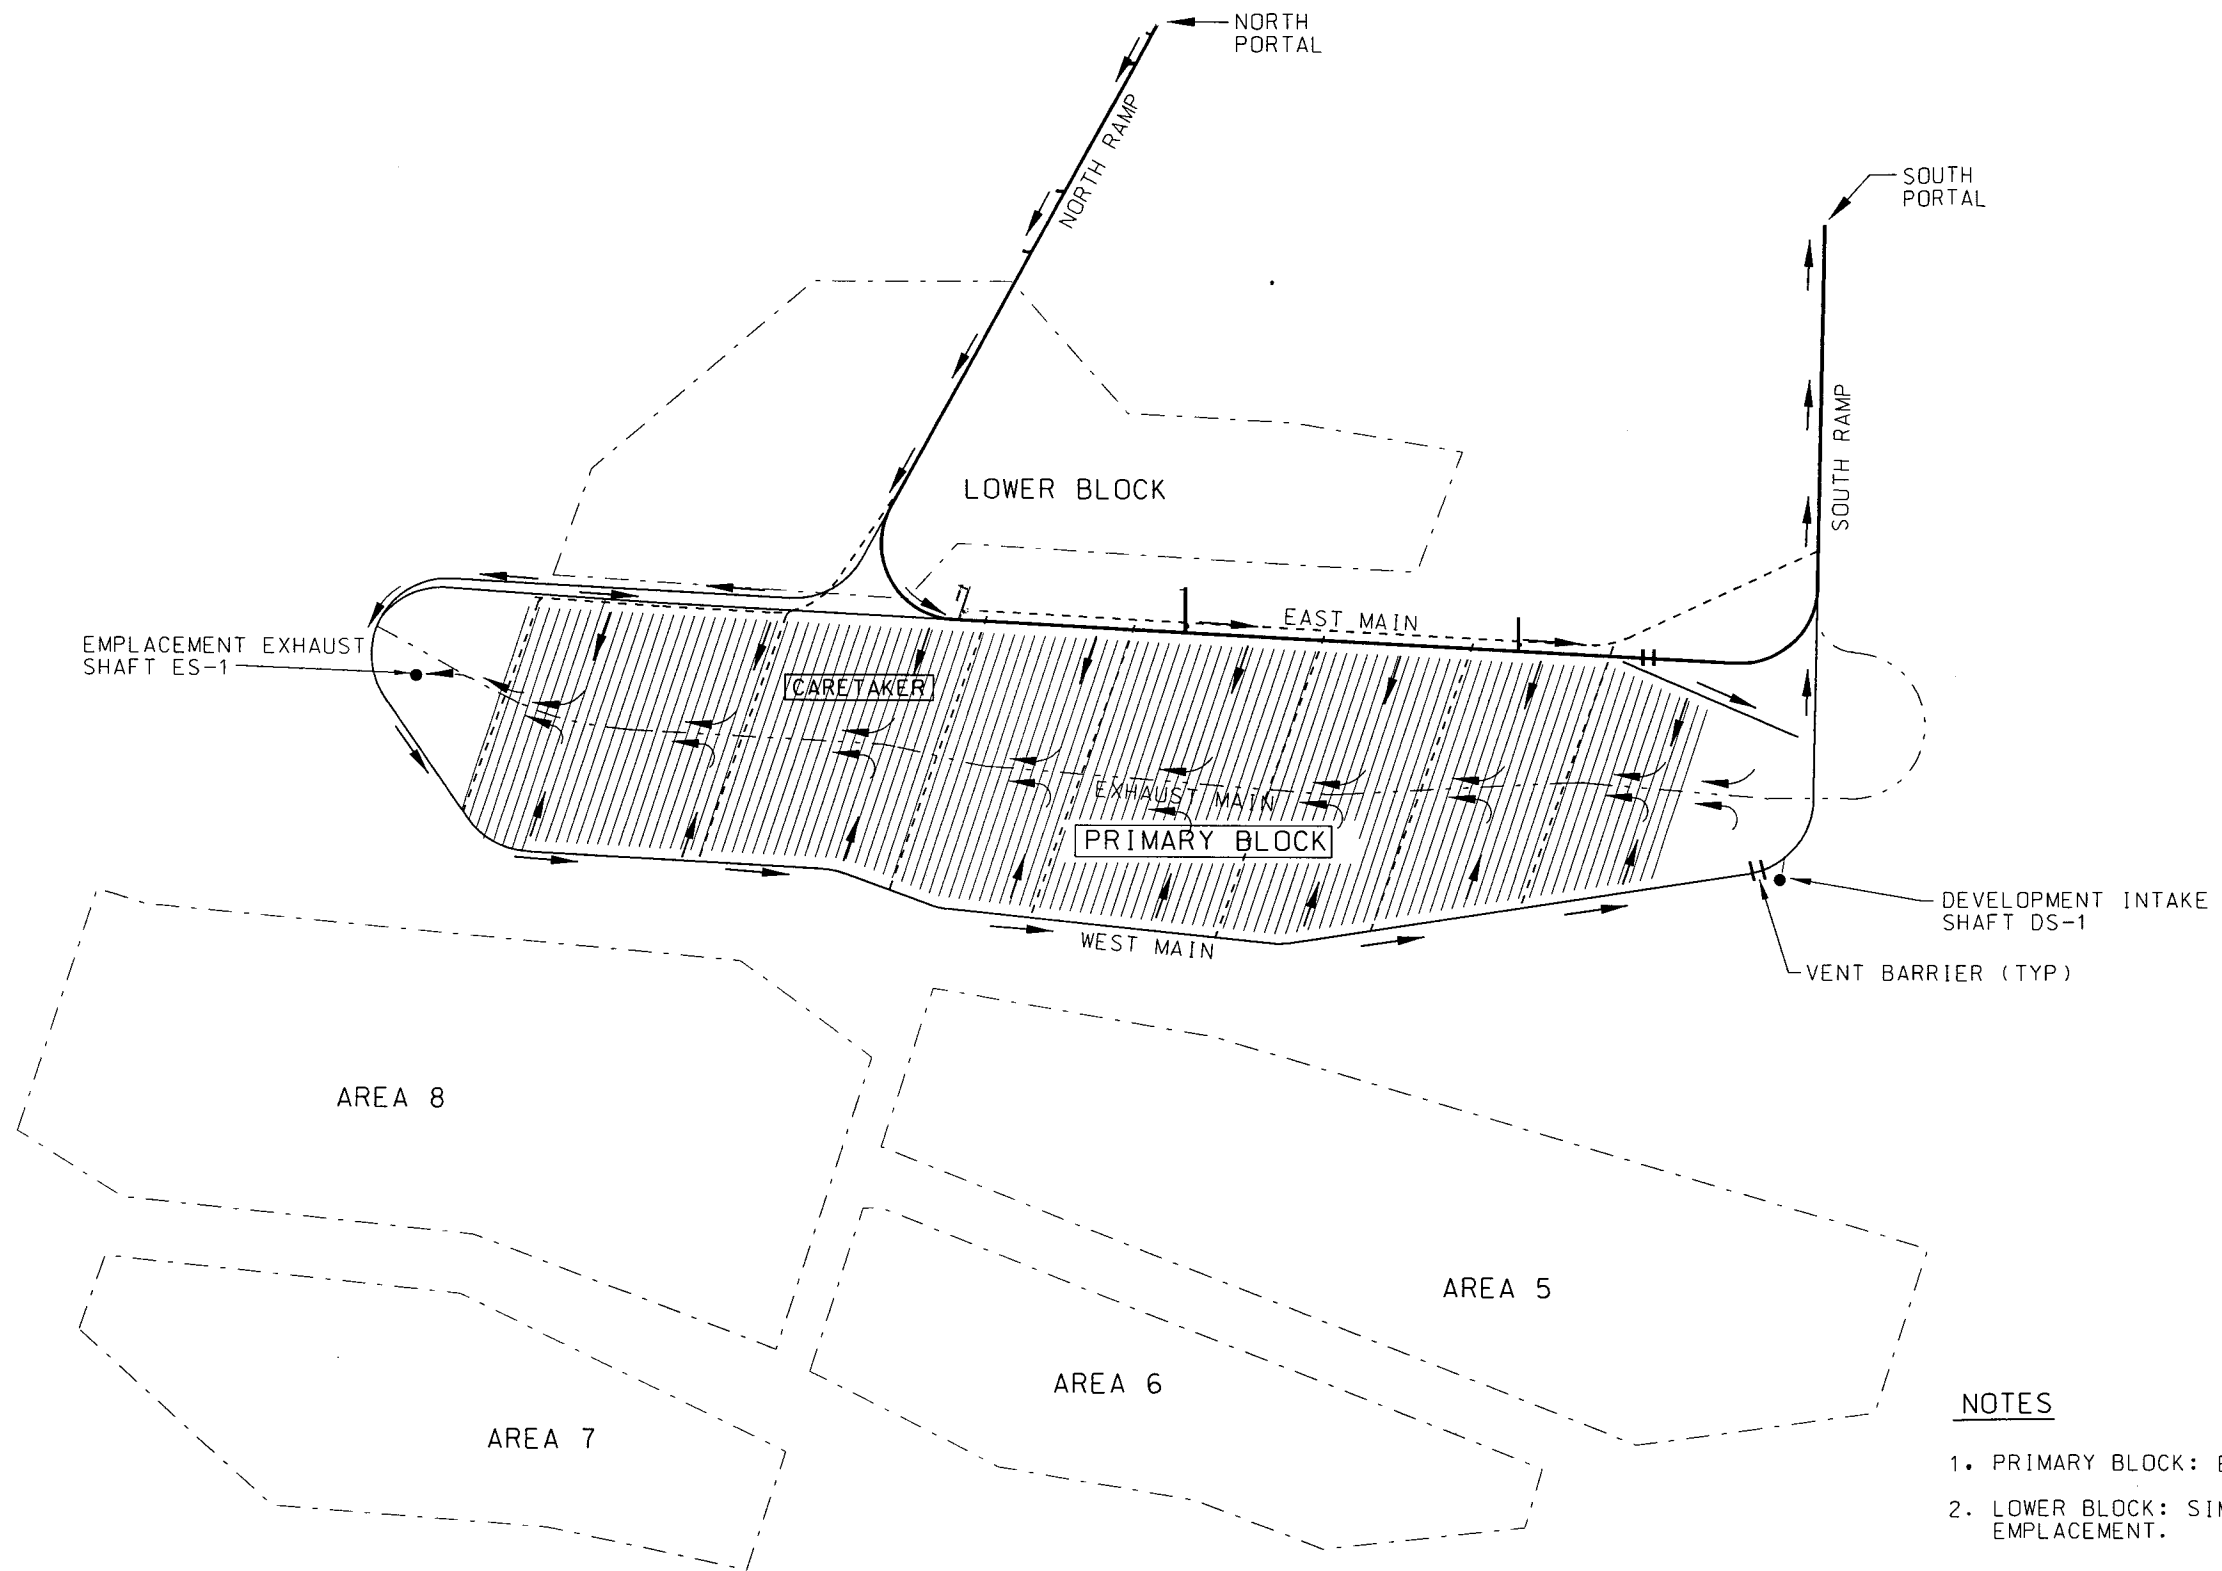 NORTH
PORTAL
NORTH RAMP
SOUTH
PORTAL
SOUTH RAMP
LOWER BLOCK
EAST MAIN
EMPLACEMENT EXHAUST
SHAFT ES-1
CARETAKER
EXHAUST MAIN
PRIMARY BLOCK
WEST MAIN
DEVELOPMENT INTAKE
SHAFT DS-1
VENT BARRIER (TYP)
AREA 8
AREA 5
AREA 6
AREA 7
NOTES
1. PRIMARY BLOCK:
2. LOWER BLOCK:
EMPLACEMENT.